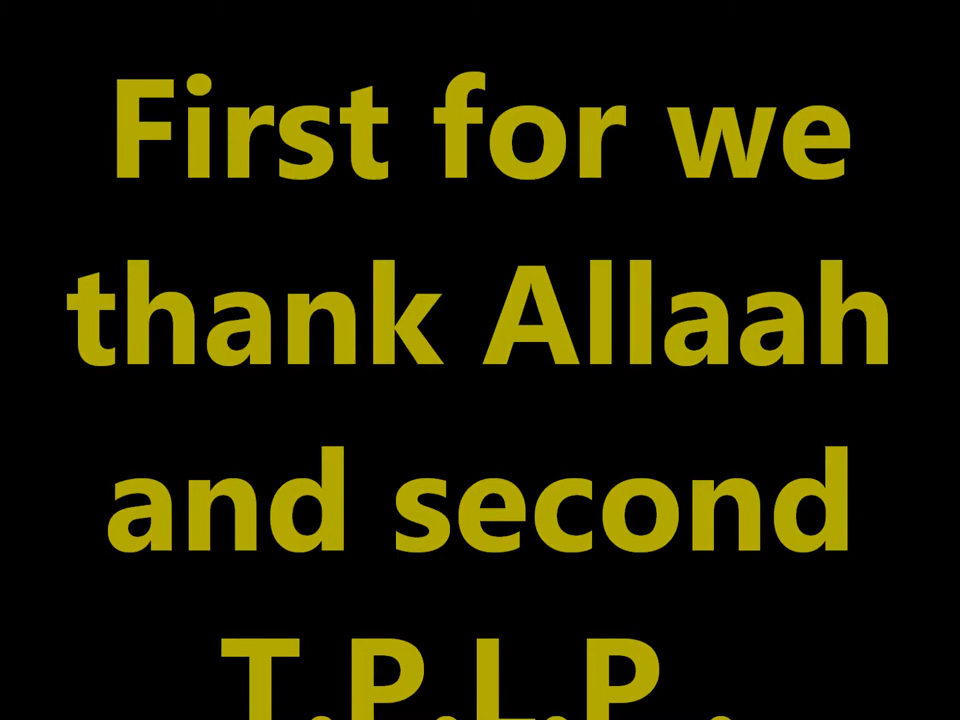 First for we
thank Allaah
and second
T.P.L.P .